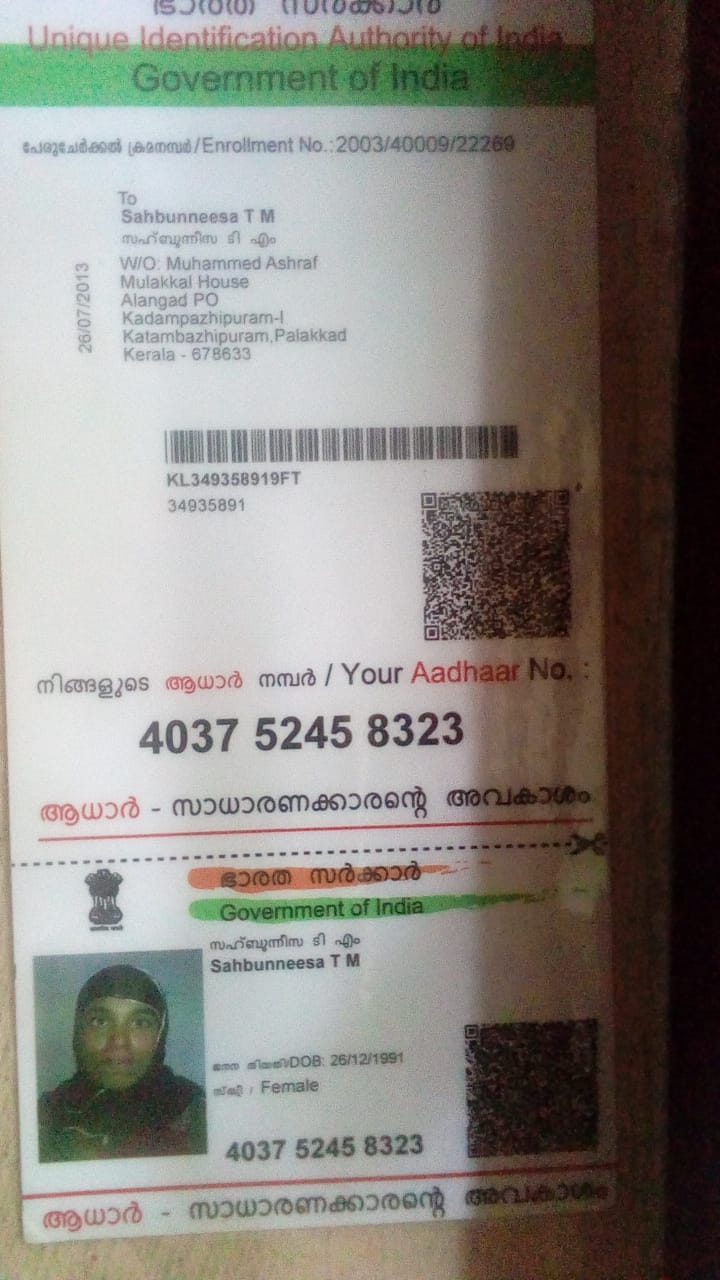 ഭാരത സർക്കാർ
Unique Identification Authority of India
Government of India
പേരുചേർക്കൽ ക്രമനമ്പർ/Enrollment No.:2003/40009/22269
To
Sahbunneesa T M
സഹ്ബുന്നീസ ടി എം
W/O: Muhammed Ashraf
Mulakkal House
Alangad PO
Kadampazhipuram-I
Katambazhipuram,Palakkad
Kerala - 678633
26/07/2013
KL349358919FT
34935891
നിങ്ങളുടെ ആധാർ നമ്പർ / Your Aadhaar No. :
4037 5245 8323
ആധാർ - സാധാരണക്കാരന്റെ അവകാശം
ഭാരത സർക്കാർ
Government of India
സഹ്ബുന്നീസ ടി എം
Sahbunneesa T M
ജനന തിയതി/DOB: 26/12/1991
സ്ത്രീ / Female
4037 5245 8323
ആധാർ - സാധാരണക്കാരന്റെ അവകാശം